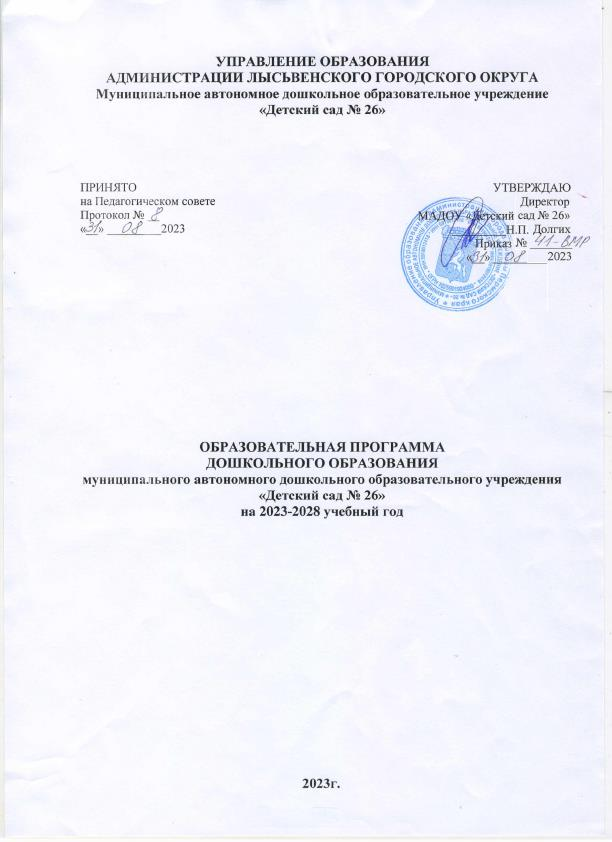 УПРАВЛЕНИЕ ОБРАЗОВАНИЯ
АДМИНИСТРАЦИИ ЛЫСЬВЕНСКОГО ГОРОДСКОГО ОКРУГА
Муниципальное автономное дошкольное образовательное учреждение
«Детский сад № 26»
ПРИНЯТО
на Педагогическом совете
Протокол № 8
«31» 08 2023
УТВЕРЖДАЮ
Директор
МАДОУ «Детский сад № 26»
Н.П. Долгих
Приказ № 41-ВМР
«31» 08 2023
ОБРАЗОВАТЕЛЬНАЯ ПРОГРАММА
ДОШКОЛЬНОГО ОБРАЗОВАНИЯ
муниципального автономного дошкольного образовательного учреждения
«Детский сад № 26»
на 2023-2028 учебный год
2023г.